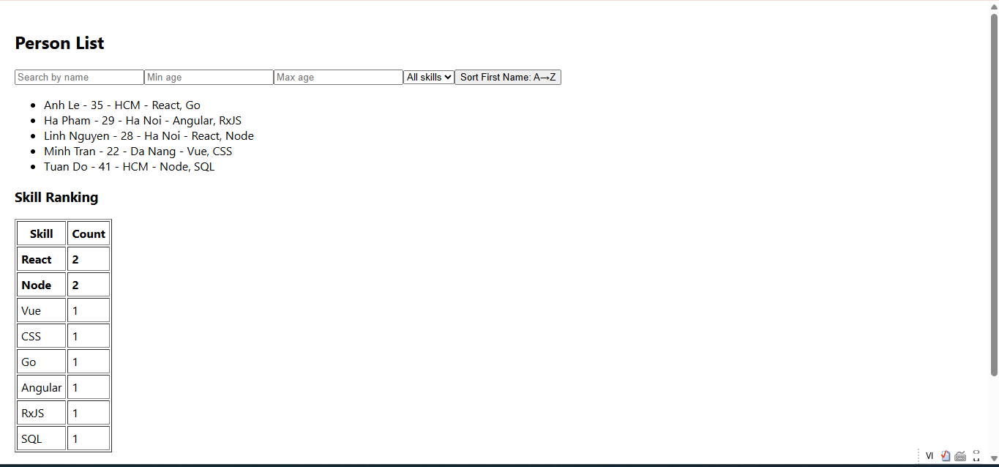 Person List
Search by name Min age Max age All skills Sort First Name: A→Z
Anh Le - 35 - HCM - React, Go
Ha Pham - 29 - Ha Noi - Angular, RxJS
Linh Nguyen - 28 - Ha Noi - React, Node
Minh Tran - 22 - Da Nang - Vue, CSS
Tuan Do - 41 - HCM - Node, SQL
Skill Ranking
Skill Count
React 2
Node 2
Vue 1
CSS 1
Go 1
Angular 1
RxJS 1
SQL 1
VI